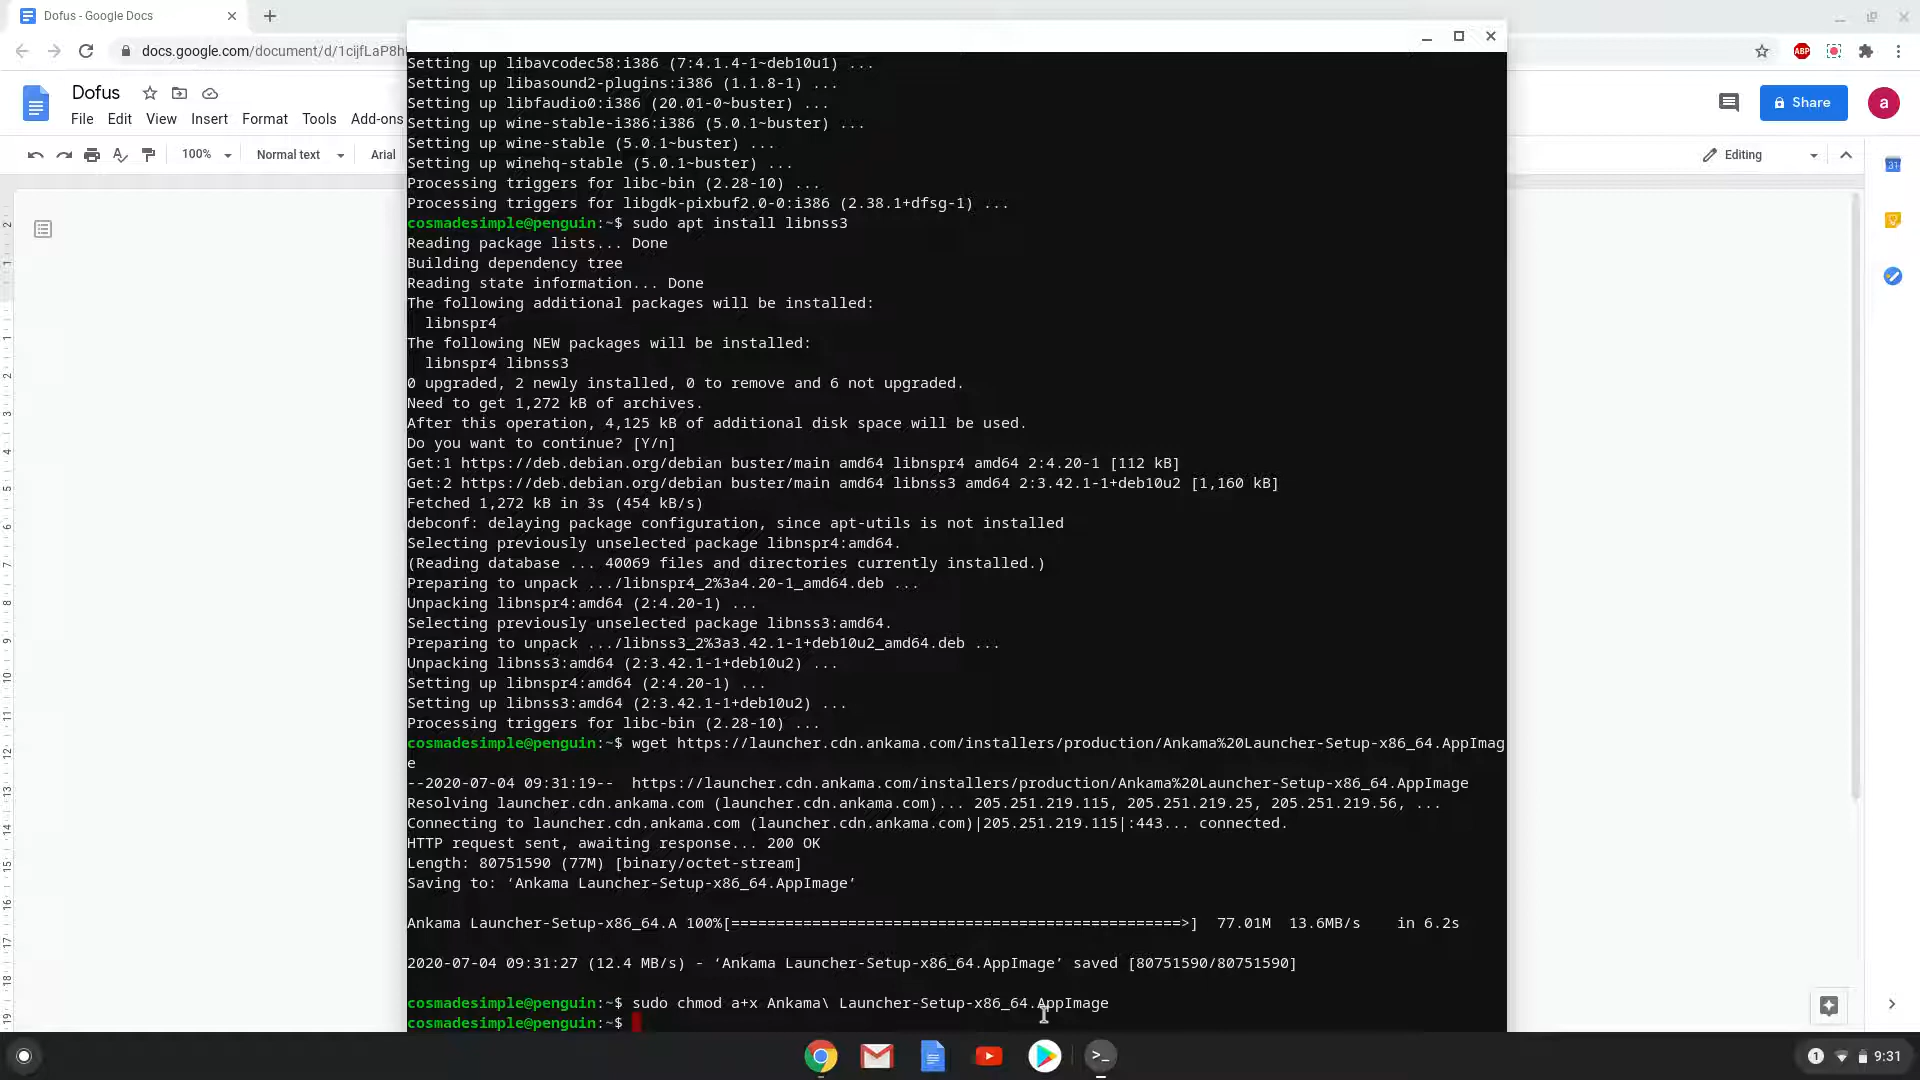 Dofus - Google Docs
docs.google.com/document/d/1cijfLaP8h
ABP
Dofus
File Edit View Insert Format Tools Add-ons
Share
a
100% Normal text Arial
Editing
31
Setting up libavcodec58:i386 (7:4.1.4-1~deb10u1) ...
Setting up libasound2-plugins:i386 (1.1.8-1) ...
Setting up libfaudio0:i386 (20.01-0~buster) ...
Setting up wine-stable-i386:i386 (5.0.1~buster) ...
Setting up wine-stable (5.0.1~buster) ...
Setting up winehq-stable (5.0.1~buster) ...
Processing triggers for libc-bin (2.28-10) ...
Processing triggers for libgdk-pixbuf2.0-0:i386 (2.38.1+dfsg-1) ...
cosmadesimple@penguin:~$ sudo apt install libnss3
Reading package lists... Done
Building dependency tree
Reading state information... Done
The following additional packages will be installed:
libnspr4
The following NEW packages will be installed:
libnspr4 libnss3
0 upgraded, 2 newly installed, 0 to remove and 6 not upgraded.
Need to get 1,272 kB of archives.
After this operation, 4,125 kB of additional disk space will be used.
Do you want to continue? [Y/n]
Get:1 https://deb.debian.org/debian buster/main amd64 libnspr4 amd64 2:4.20-1 [112 kB]
Get:2 https://deb.debian.org/debian buster/main amd64 libnss3 amd64 2:3.42.1-1+deb10u2 [1,160 kB]
Fetched 1,272 kB in 3s (454 kB/s)
debconf: delaying package configuration, since apt-utils is not installed
Selecting previously unselected package libnspr4:amd64.
(Reading database ... 40069 files and directories currently installed.)
Preparing to unpack .../libnspr4_2%3a4.20-1_amd64.deb ...
Unpacking libnspr4:amd64 (2:4.20-1) ...
Selecting previously unselected package libnss3:amd64.
Preparing to unpack .../libnss3_2%3a3.42.1-1+deb10u2_amd64.deb ...
Unpacking libnss3:amd64 (2:3.42.1-1+deb10u2) ...
Setting up libnspr4:amd64 (2:4.20-1) ...
Setting up libnss3:amd64 (2:3.42.1-1+deb10u2) ...
Processing triggers for libc-bin (2.28-10) ...
cosmadesimple@penguin:~$ wget https://launcher.cdn.ankama.com/installers/production/Ankama%20Launcher-Setup-x86_64.AppImag
e
--2020-07-04 09:31:19-- https://launcher.cdn.ankama.com/installers/production/Ankama%20Launcher-Setup-x86_64.AppImage
Resolving launcher.cdn.ankama.com (launcher.cdn.ankama.com)... 205.251.219.115, 205.251.219.25, 205.251.219.56, ...
Connecting to launcher.cdn.ankama.com (launcher.cdn.ankama.com)|205.251.219.115|:443... connected.
HTTP request sent, awaiting response... 200 OK
Length: 80751590 (77M) [binary/octet-stream]
Saving to: ‘Ankama Launcher-Setup-x86_64.AppImage’
Ankama Launcher-Setup-x86_64.A 100%[==================================================>] 77.01M 13.6MB/s in 6.2s
2020-07-04 09:31:27 (12.4 MB/s) - ‘Ankama Launcher-Setup-x86_64.AppImage’ saved [80751590/80751590]
cosmadesimple@penguin:~$ sudo chmod a+x Ankama\ Launcher-Setup-x86_64.AppImage
cosmadesimple@penguin:~$
1 9:31